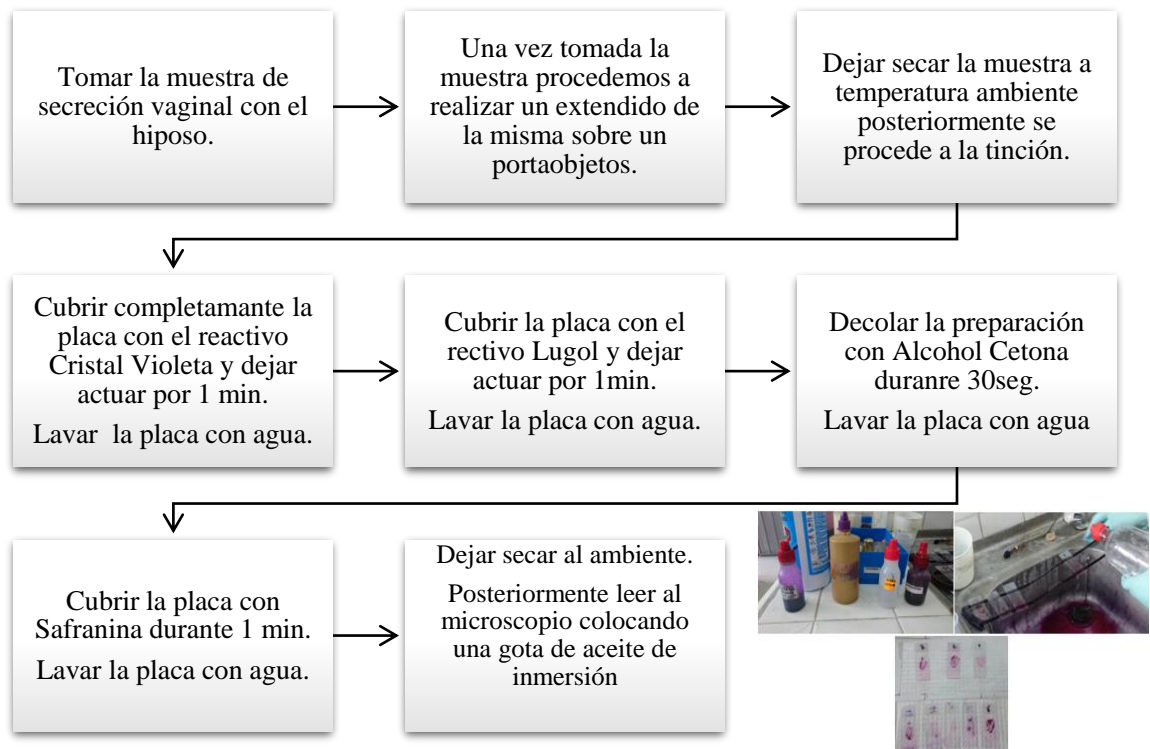 Tomar la muestra de
secreción vaginal con el
hiposo.
Una vez tomada la
muestra procedemos a
realizar un extendido de
la misma sobre un
portaobjetos.
Dejar secar la muestra a
temperatura ambiente
posteriormente se
procede a la tinción.
Cubrir completamante la
placa con el reactivo
Cristal Violeta y dejar
actuar por 1 min.
Lavar la placa con agua.
Cubrir la placa con el
rectivo Lugol y dejar
actuar por 1min.
Lavar la placa con agua.
Decolar la preparación
con Alcohol Cetona
duranre 30seg.
Lavar la placa con agua
Cubrir la placa con
Safranina durante 1 min.
Lavar la placa con agua.
Dejar secar al ambiente.
Posteriormente leer al
microscopio colocando
una gota de aceite de
inmersión